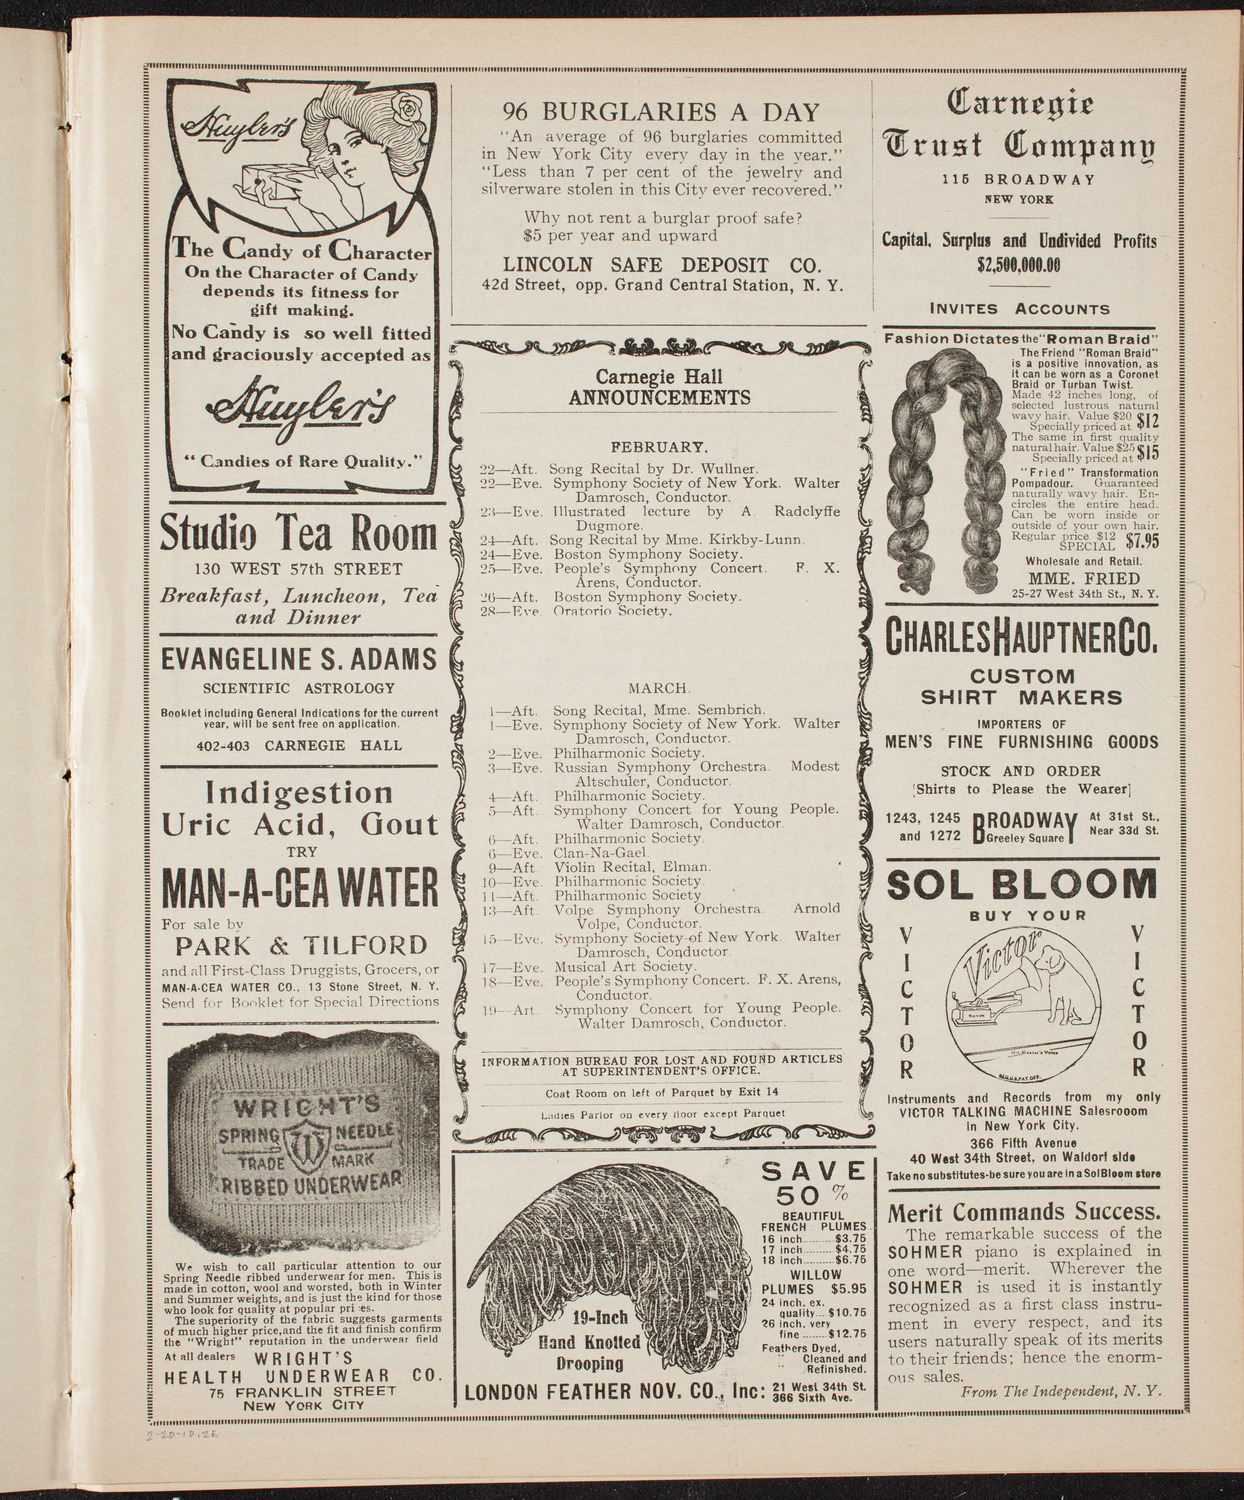 Huyler's
The Candy of Character
On the Character of Candy
depends its fitness for
gift making.
No Candy is so well fitted
and graciously accepted as
Huyler's
"Candies of Rare Quality."
Studio Tea Room
130 WEST 57th STREET
Breakfast, Luncheon, Tea
and Dinner
EVANGELINE S. ADAMS
SCIENTIFIC ASTROLOGY
Booklet including General Indications for the current
year, will be sent free on application.
402-403 CARNEGIE HALL
Indigestion
Uric Acid, Gout
TRY
MAN-A-CEA WATER
For sale by
PARK & TILFORD
and all First-Class Druggists, Grocers, or
MAN-A-CEA WATER CO., 13 Stone Street, N. Y.
Send for Booklet for Special Directions
WRIGHT'S
SPRING NEEDLE
TRADE W MARK
RIBBED UNDERWEAR
We wish to call particular attention to our
Spring Needle ribbed underwear for men. This is
made in cotton, wool and worsted, both in Winter
and Summer weights, and is just the kind for those
who look for quality at popular pri es.
The superiority of the fabric suggests garments
of much higher price,and the fit and finish confirm
the "Wright" reputation in the underwear field
At all dealers WRIGHT'S
HEALTH UNDERWEAR CO.
75 FRANKLIN STREET
NEW YORK CITY
96 BURGLARIES A DAY
"An average of 96 burglaries committed
in New York City every day in the year."
"Less than 7 per cent of the jewelry and
silverware stolen in this City ever recovered."
Why not rent a burglar proof safe?
$5 per year and upward
LINCOLN SAFE DEPOSIT CO.
42d Street, opp. Grand Central Station, N. Y.
Carnegie Hall
ANNOUNCEMENTS
FEBRUARY.
22—Aft. Song Recital by Dr. Wullner.
22—Eve. Symphony Society of New York. Walter
Damrosch, Conductor.
23—Eve. Illustrated lecture by A. Radclyffe
Dugmore.
24—Aft. Song Recital by Mme. Kirkby-Lunn.
24—Eve. Boston Symphony Society.
25—Eve. People's Symphony Concert. F. X.
Arens, Conductor.
26—Aft. Boston Symphony Society.
28—Eve. Oratorio Society.
MARCH.
1—Aft. Song Recital, Mme. Sembrich.
1—Eve. Symphony Society of New York. Walter
Damrosch, Conductor.
2—Eve. Philharmonic Society.
3—Eve. Russian Symphony Orchestra. Modest
Altschuler, Conductor.
4—Aft. Philharmonic Society.
5—Aft. Symphony Concert for Young People.
Walter Damrosch, Conductor.
6—Aft. Philharmonic Society.
6—Eve. Clan-Na-Gael.
9—Aft. Violin Recital, Elman.
10—Eve. Philharmonic Society.
11—Aft. Philharmonic Society.
13—Aft. Volpe Symphony Orchestra. Arnold
Volpe, Conductor.
15—Eve. Symphony Society of New York. Walter
Damrosch, Conductor.
17—Eve. Musical Art Society.
18—Eve. People's Symphony Concert. F. X. Arens,
Conductor.
19—Aft. Symphony Concert for Young People.
Walter Damrosch, Conductor.
INFORMATION BUREAU FOR LOST AND FOUND ARTICLES
AT SUPERINTENDENT'S OFFICE.
Coat Room on left of Parquet by Exit 14
Ladies Parlor on every floor except Parquet
19-Inch
Hand Knotted
Drooping
SAVE
50%
BEAUTIFUL
FRENCH PLUMES
16 inch......... $3.75
17 inch......... $4.75
18 inch......... $6.75
WILLOW
PLUMES $5.95
24 inch, ex.
quality... $10.75
26 inch, very
fine ....... $12.75
Feathers Dyed,
" Cleaned and
" Refinished.
LONDON FEATHER NOV. CO., Inc: 21 West 34th St.
366 Sixth Ave.
Carnegie
Trust Company
115 BROADWAY
NEW YORK
Capital, Surplus and Undivided Profits
$2,500,000.00
INVITES ACCOUNTS
Fashion Dictates the "Roman Braid"
The Friend "Roman Braid"
is a positive innovation, as
it can be worn as a Coronet
Braid or Turban Twist.
Made 42 inches long, of
selected lustrous natural
wavy hair. Value $20
Specially priced at $12
The same in first quality
natural hair. Value $25
Specially priced at $15
"Fried" Transformation
Pompadour. Guaranteed
naturally wavy hair. En-
circles the entire head.
Can be worn inside or
outside of your own hair.
Regular price $12
SPECIAL $7.95
Wholesale and Retail.
MME. FRIED
25-27 West 34th St., N. Y.
CHARLES HAUPTNER CO.
CUSTOM
SHIRT MAKERS
IMPORTERS OF
MEN'S FINE FURNISHING GOODS
STOCK AND ORDER
[Shirts to Please the Wearer]
1243, 1245
and 1272 BROADWAY
Greeley Square
At 31st St.,
Near 33d St.
SOL BLOOM
BUY YOUR
VICTOR
Victor
VICTOR
His Master's Voice
REG.U.S.PAT.OFF.
VICTOR
Instruments and Records from my only
VICTOR TALKING MACHINE Salesrooom
in New York City.
366 Fifth Avenue
40 West 34th Street, on Waldorf side
Take no substitutes-be sure you are in a Sol Bloom store
Merit Commands Success.
The remarkable success of the
SOHMER piano is explained in
one word—merit. Wherever the
SOHMER is used it is instantly
recognized as a first class instru-
ment in every respect, and its
users naturally speak of its merits
to their friends; hence the enorm-
ous sales.
From The Independent, N. Y.
2-20-10, 2E